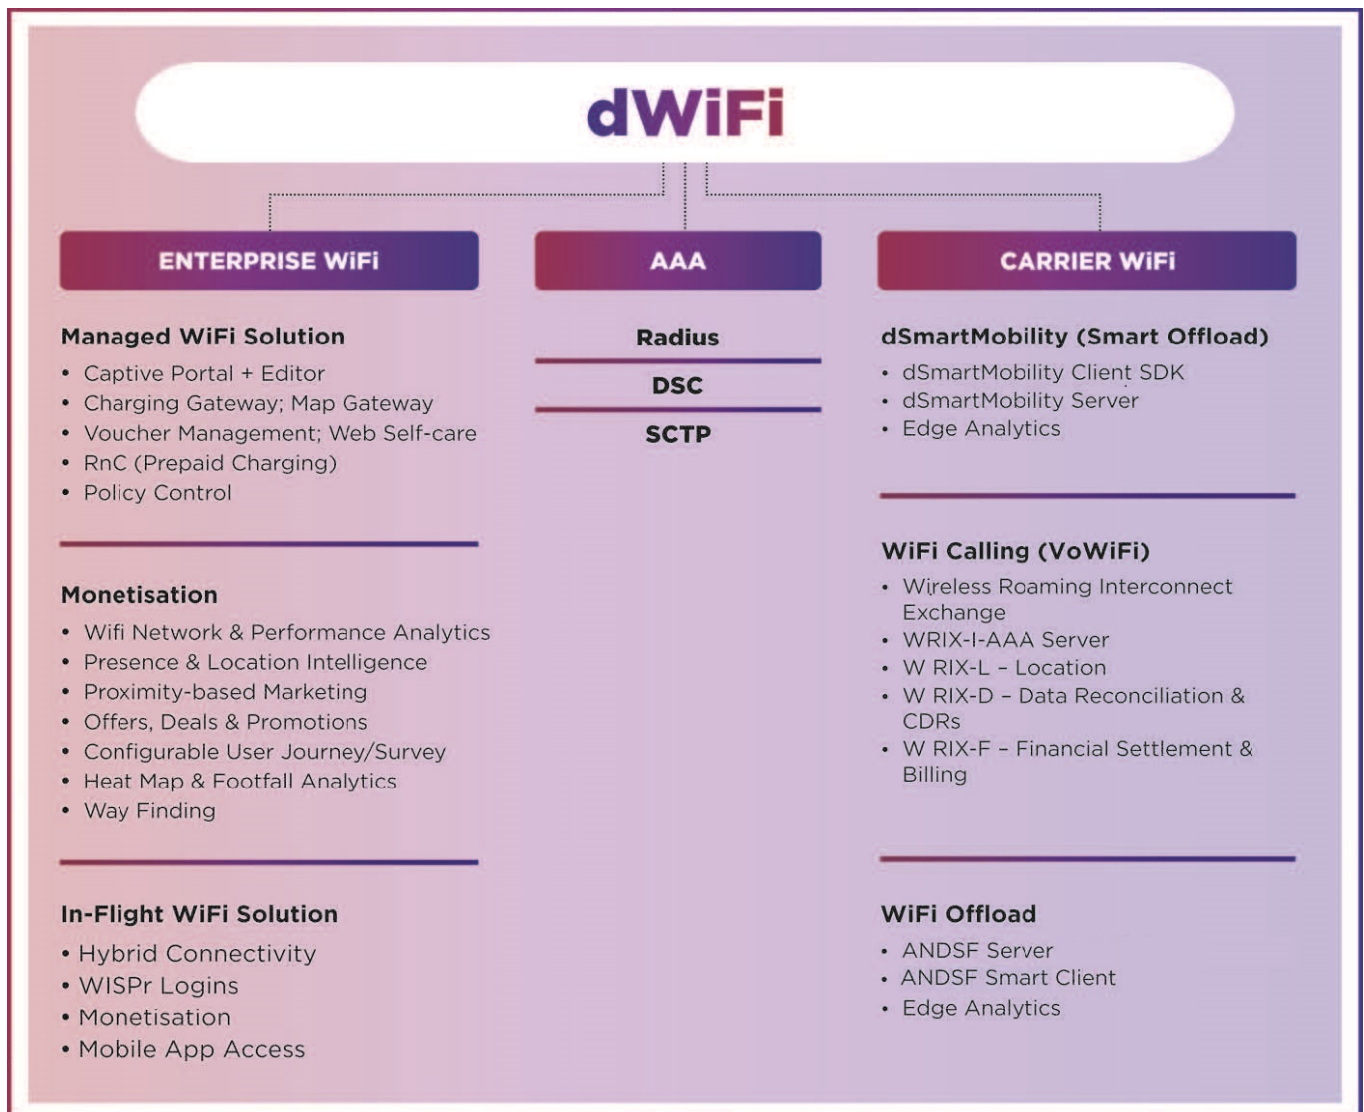 dWiFi
ENTERPRISE WiFi
Managed WiFi Solution
• Captive Portal + Editor
• Charging Gateway; Map Gateway
• Voucher Management; Web Self-care
• RnC (Prepaid Charging)
• Policy Control
Monetisation
• Wifi Network & Performance Analytics
• Presence & Location Intelligence
• Proximity-based Marketing
• Offers, Deals & Promotions
• Configurable User Journey/Survey
• Heat Map & Footfall Analytics
• Way Finding
In-Flight WiFi Solution
• Hybrid Connectivity
• WISPr Logins
• Monetisation
• Mobile App Access
AAA
Radius
DSC
SCTP
CARRIER WiFi
dSmartMobility (Smart Offload)
• dSmartMobility Client SDK
• dSmartMobility Server
• Edge Analytics
WiFi Calling (VoWiFi)
• Wireless Roaming Interconnect
Exchange
• WRIX-I-AAA Server
• W RIX-L – Location
• W RIX-D – Data Reconciliation &
CDRs
• W RIX-F – Financial Settlement &
Billing
WiFi Offload
• ANDSF Server
• ANDSF Smart Client
• Edge Analytics